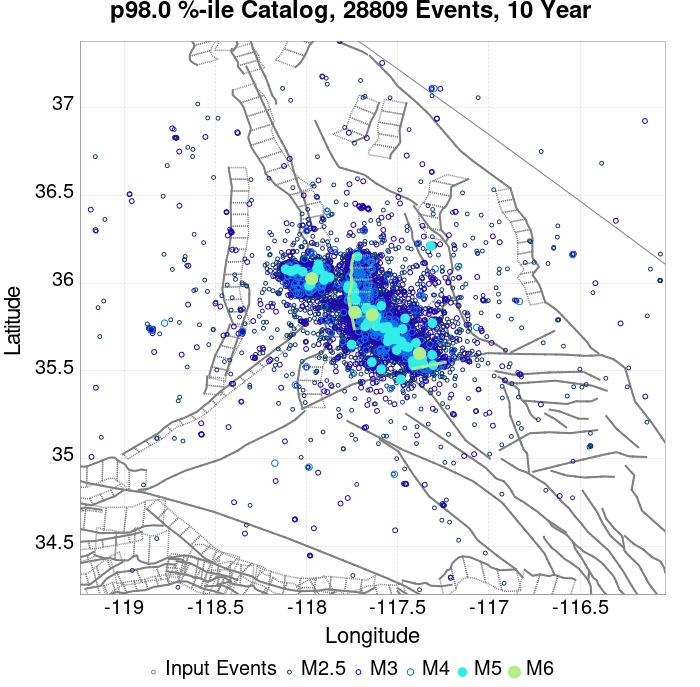 p98.0 %-ile Catalog, 28809 Events, 10 Year
37
36.5
36
35.5
35
34.5
Latitude
-119
-118.5
-118
-117.5
-117
-116.5
Longitude
Input Events
M2.5
M3
M4
M5
M6